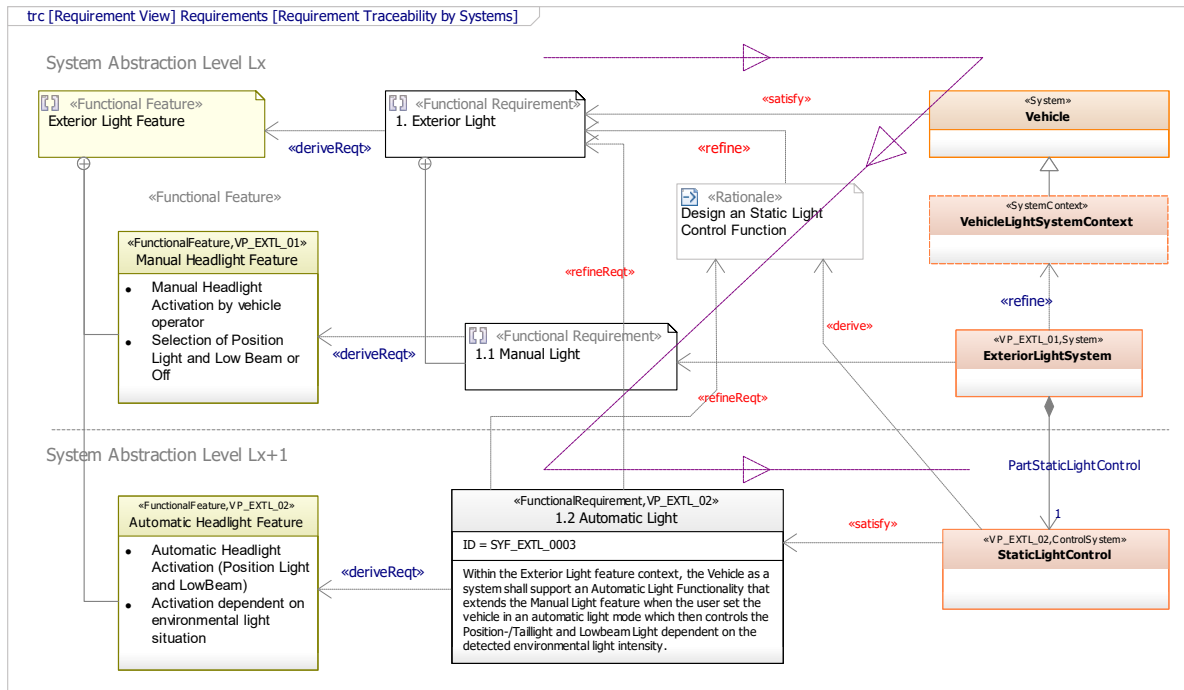 trc [Requirement View] Requirements [Requirement Traceability by Systems]
System Abstraction Level Lx
«Functional Feature»
Exterior Light Feature
«deriveReqt»
«Functional Requirement»
1. Exterior Light
«satisfy»
«System»
Vehicle
«refine»
«Functional Feature»
«Rationale»
Design an Static Light
Control Function
«SystemContext»
VehicleLightSystemContext
«FunctionalFeature,VP_EXTL_01»
Manual Headlight Feature
• Manual Headlight
Activation by vehicle
operator
• Selection of Position
Light and Low Beam or
Off
«refineReqt»
«refine»
«deriveReqt»
«Functional Requirement»
1.1 Manual Light
«derive»
«VP_EXTL_01,System»
ExteriorLightSystem
«refineReqt»
System Abstraction Level Lx+1
PartStaticLightControl
1
«FunctionalFeature,VP_EXTL_02»
Automatic Headlight Feature
• Automatic Headlight
Activation (Position Light
and LowBeam)
• Activation dependent on
environmental light
situation
«deriveReqt»
«FunctionalRequirement,VP_EXTL_02»
1.2 Automatic Light
ID = SYF_EXTL_0003
Within the Exterior Light feature context, the Vehicle as a
system shall support an Automatic Light Functionality that
extends the Manual Light feature when the user set the
vehicle in an automatic light mode which then controls the
Position-/Taillight and Lowbeam Light dependent on the
detected environmental light intensity.
«satisfy»
«VP_EXTL_02,ControlSystem»
StaticLightControl